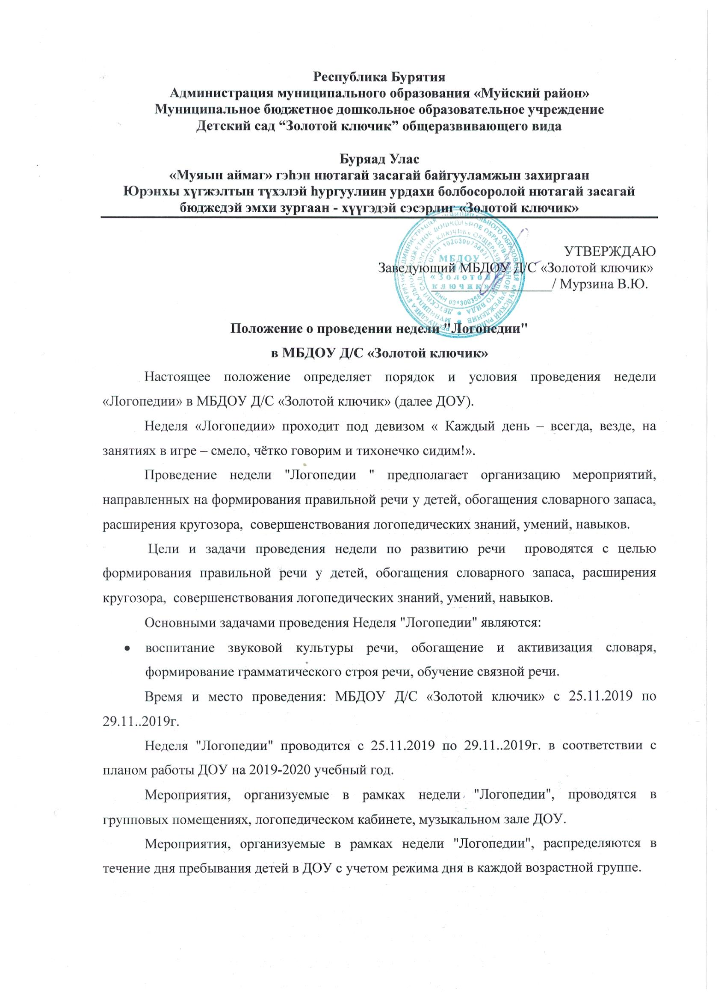 Республика Бурятия
Администрация муниципального образования «Муйский район»
Муниципальное бюджетное дошкольное образовательное учреждение
Детский сад “Золотой ключик” общеразвивающего вида
Буряад Улас
«Муяын аймаг» гэһэн нютагай засагай байгууламжын захиргаан
Юрэнхы хүгжэлтын түхэлэй һургуулиин урдахи болбосоролой нютагай засагай
бюджедэй эмхи зургаан - хүүгэдэй сэсэрлиг «Золотой ключик»
УТВЕРЖДАЮ
Заведующий МБДОУ Д/С «Золотой ключик»
/ Мурзина В.Ю.
МБДОУ
«Золотой
ключик»
Положение о проведении недели "Логопедии"
в МБДОУ Д/С «Золотой ключик»
Настоящее положение определяет порядок и условия проведения недели
«Логопедии» в МБДОУ Д/С «Золотой ключик» (далее ДОУ).
Неделя «Логопедии» проходит под девизом « Каждый день – всегда, везде, на
занятиях в игре – смело, чётко говорим и тихонечко сидим!».
Проведение недели "Логопедии " предполагает организацию мероприятий,
направленных на формирования правильной речи у детей, обогащения словарного запаса,
расширения кругозора,  совершенствования логопедических знаний, умений, навыков.
Цели и задачи проведения недели по развитию речи  проводятся с целью
формирования правильной речи у детей, обогащения словарного запаса, расширения
кругозора,  совершенствования логопедических знаний, умений, навыков.
Основными задачами проведения Неделя "Логопедии" являются:
• воспитание звуковой культуры речи, обогащение и активизация словаря,
формирование грамматического строя речи, обучение связной речи.
Время и место проведения: МБДОУ Д/С «Золотой ключик» с 25.11.2019 по
29.11..2019г.
Неделя "Логопедии" проводится с 25.11.2019 по 29.11..2019г. в соответствии с
планом работы ДОУ на 2019-2020 учебный год.
Мероприятия, организуемые в рамках недели "Логопедии", проводятся в
групповых помещениях, логопедическом кабинете, музыкальном зале ДОУ.
Мероприятия, организуемые в рамках недели "Логопедии", распределяются в
течение дня пребывания детей в ДОУ с учетом режима дня в каждой возрастной группе.